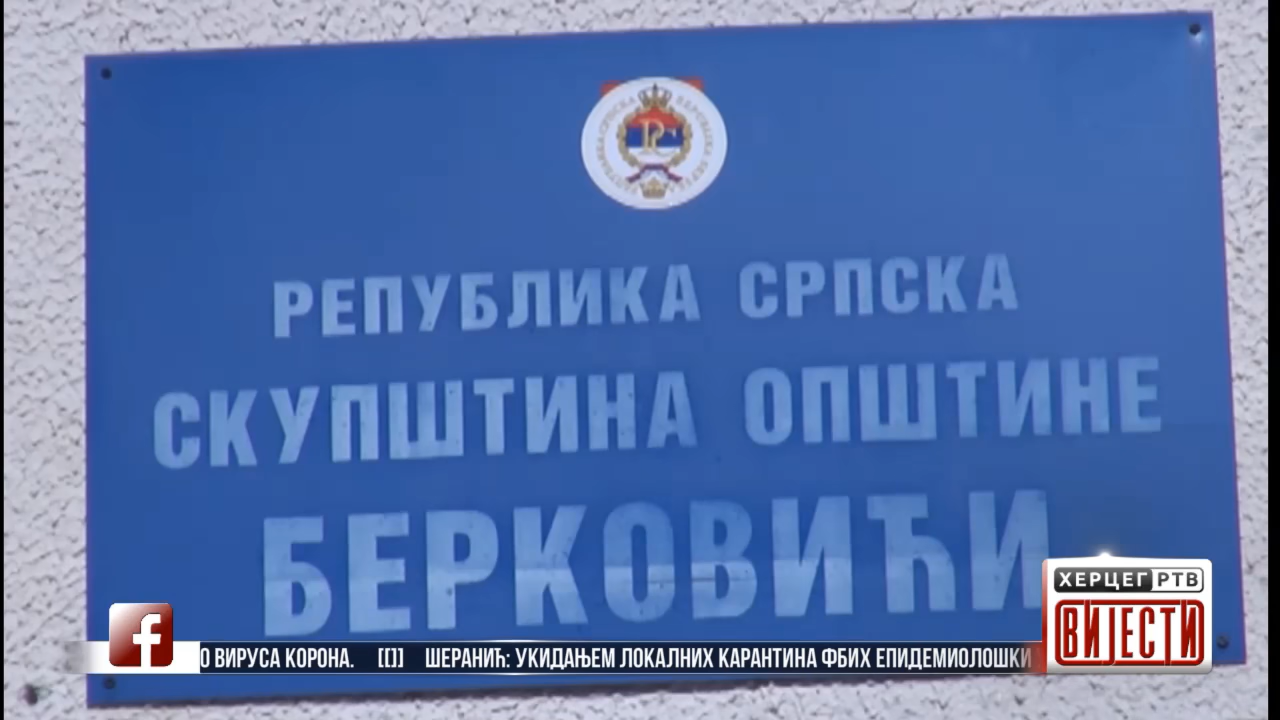 РЕПУБЛИКА СРПСКА
СКУПШТИНА ОПШТИНЕ
БЕРКОВИЋИ
ХЕРЦЕГ РТВ
ВИЈЕСТИ
f
О ВИРУСА КОРОНА. [[]] ШЕРАНИЋ: УКИДАЊЕМ ЛОКАЛНИХ КАРАНТИНА ФБИХ ЕПИДЕМИОЛОШКИ